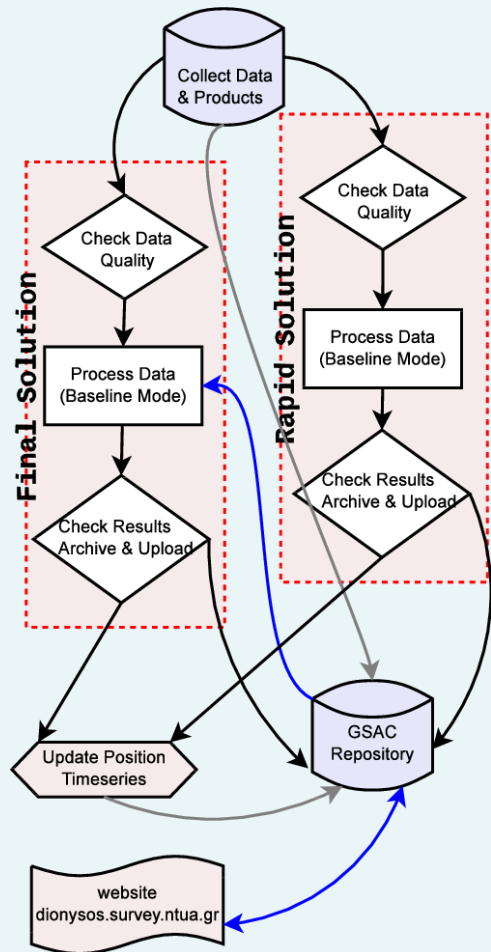 Collect Data
& Products
Final Solution
Check Data
Quality
Process Data
(Baseline Mode)
Check Results
Archive & Upload
Rapid Solution
Check Data
Quality
Process Data
(Baseline Mode)
Check Results
Archive & Upload
Update Position
Timeseries
GSAC
Repository
website
dionysos.survey.ntua.gr